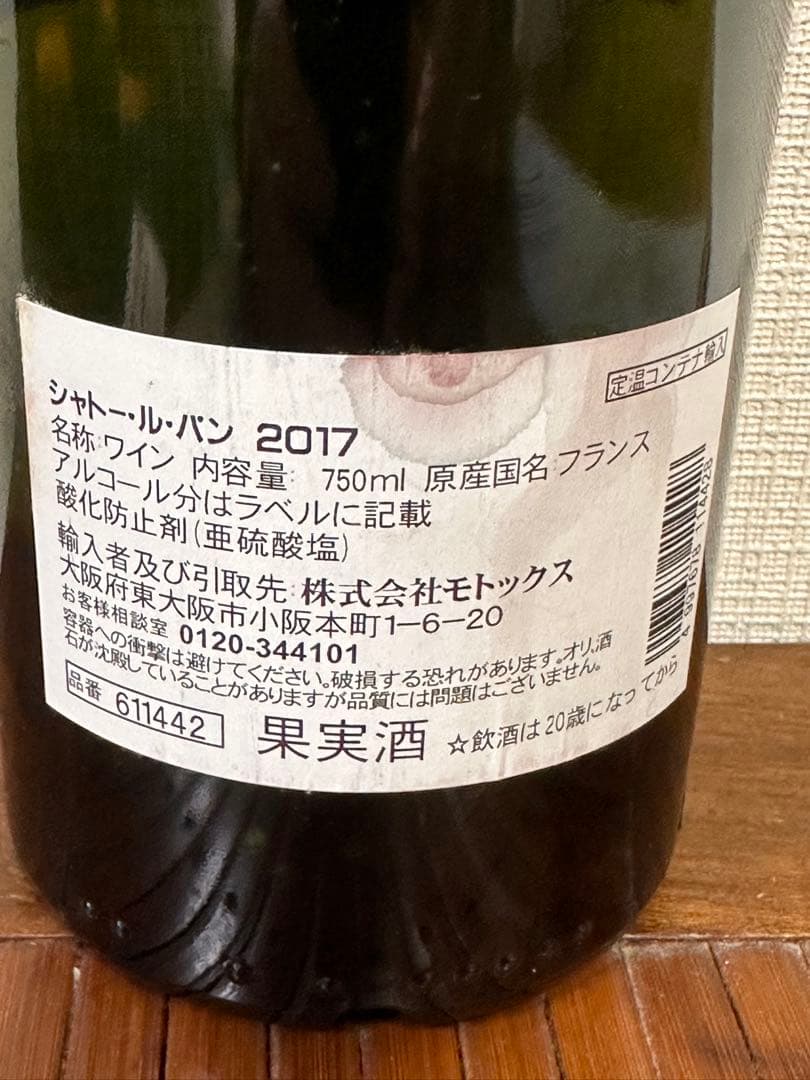 定温コンテナ輸入
シャトー・ル・パン 2017
名称:ワイン 内容量: 750ml 原産国名:フランス
アルコール分はラベルに記載
酸化防止剤(亜硫酸塩)
輸入者及び引取先:株式会社モトックス
大阪府東大阪市小阪本町1-6-20
お客様相談室 0120-344101
容器への衝撃は避けてください。破損する恐れがあります。オリ、酒
石が沈殿していることがありますが品質には問題はございません。
品番 611442
果実酒 ☆飲酒は20歳になってから
4 991678 114428